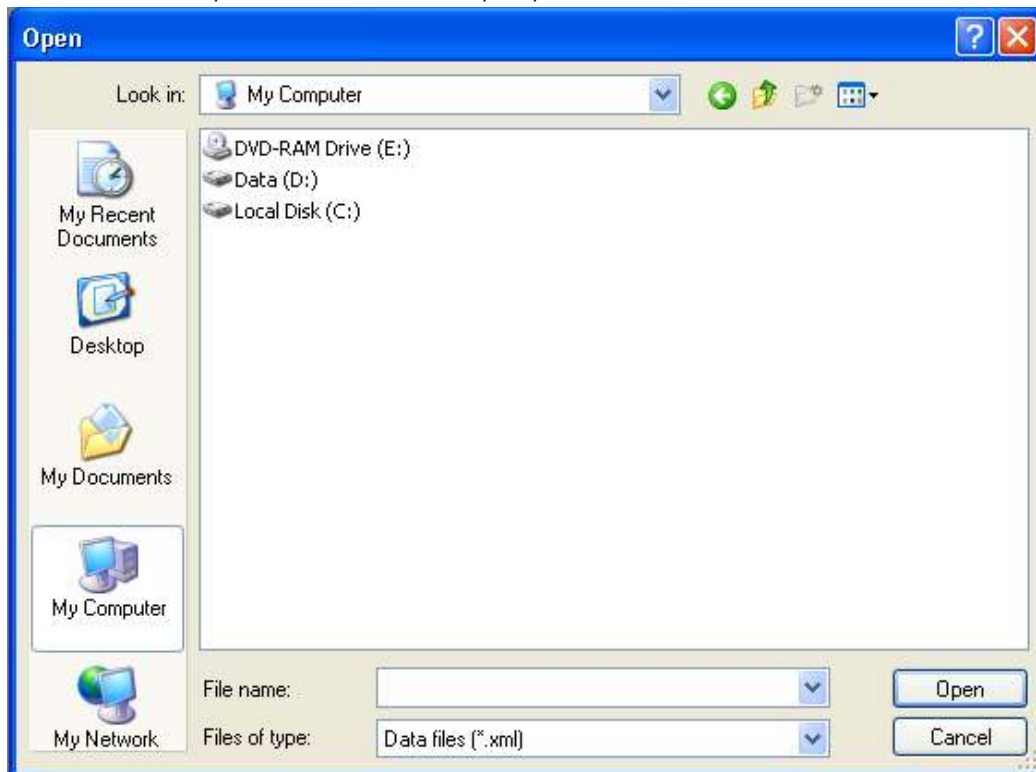 Open
Look in:
My Computer
DVD-RAM Drive (E:)
Data (D:)
Local Disk (C:)
My Recent
Documents
Desktop
My Documents
My Computer
My Network
File name:
Open
Files of type:
Data files (*.xml)
Cancel